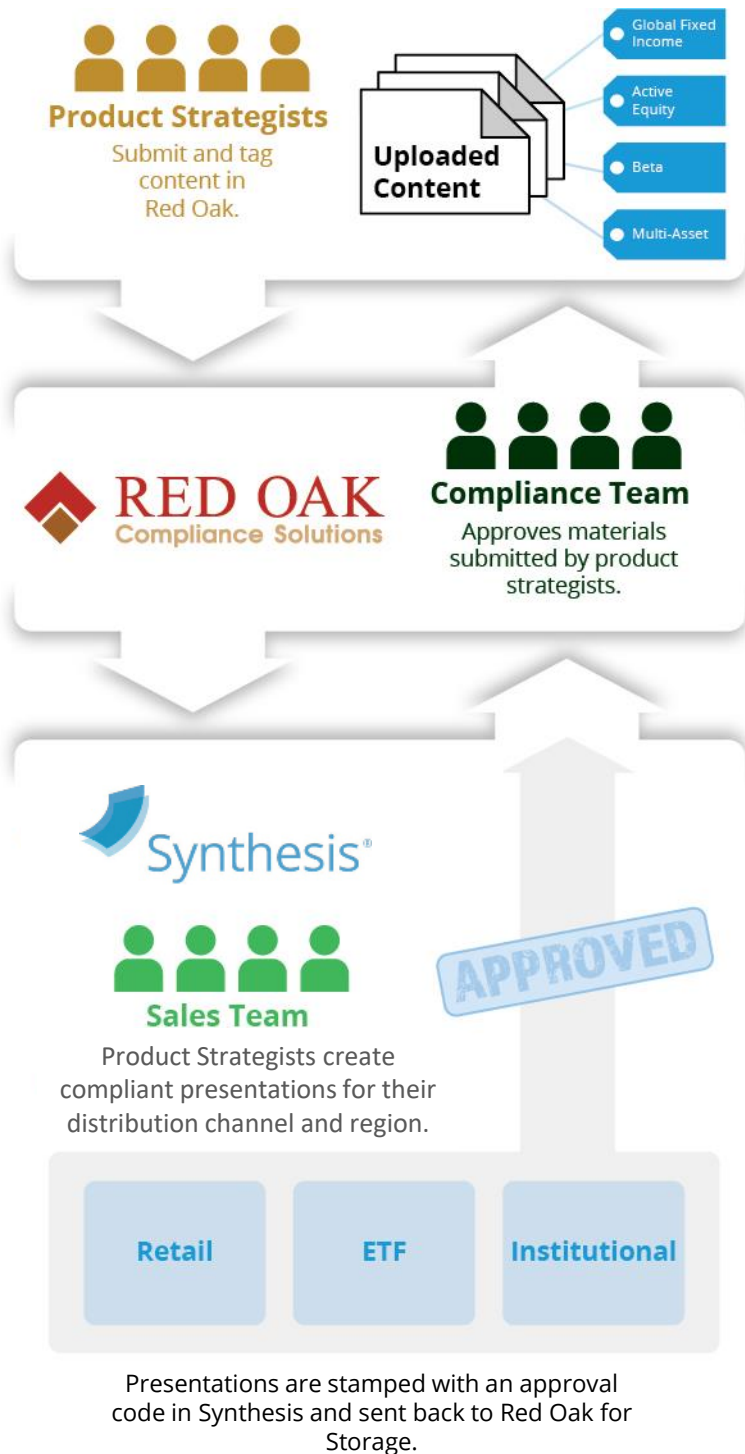 Product Strategists
Submit and tag
content in
Red Oak.
Uploaded
Content
Global Fixed
Income
Active
Equity
Beta
Multi-Asset
RED OAK
Compliance Solutions
Compliance Team
Approves materials
submitted by product
strategists.
Synthesis®
Sales Team
Product Strategists create
compliant presentations for their
distribution channel and region.
APPROVED
Retail
ETF
Institutional
Presentations are stamped with an approval
code in Synthesis and sent back to Red Oak for
Storage.